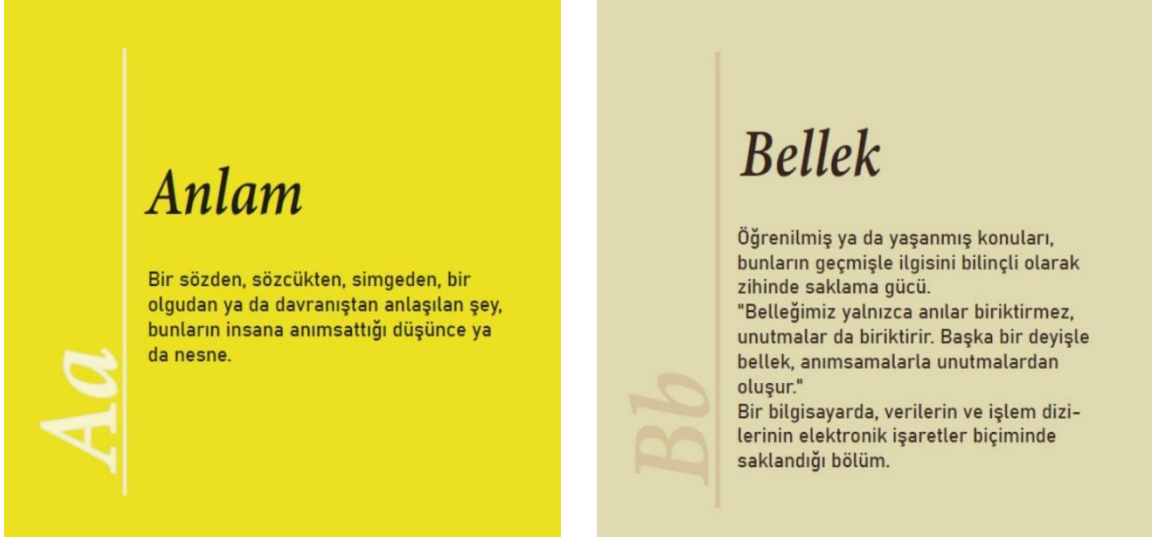 Aa
Anlam
Bir sözden, sözcükten, simgeden, bir
olgudan ya da davranıştan anlaşılan şey,
bunların insana anımsattığı düşünce ya
da nesne.
Bb
Bellek
Öğrenilmiş ya da yaşanmış konuları,
bunların geçmişle ilgisini bilinçli olarak
zihinde saklama gücü.
"Belleğimiz yalnızca anılar biriktirmez,
unutmalar da biriktirir. Başka bir deyişle
bellek, anımsamalarla unutmalardan
oluşur."
Bir bilgisayarda, verilerin ve işlem dizi-
lerinin elektronik işaretler biçiminde
saklandığı bölüm.